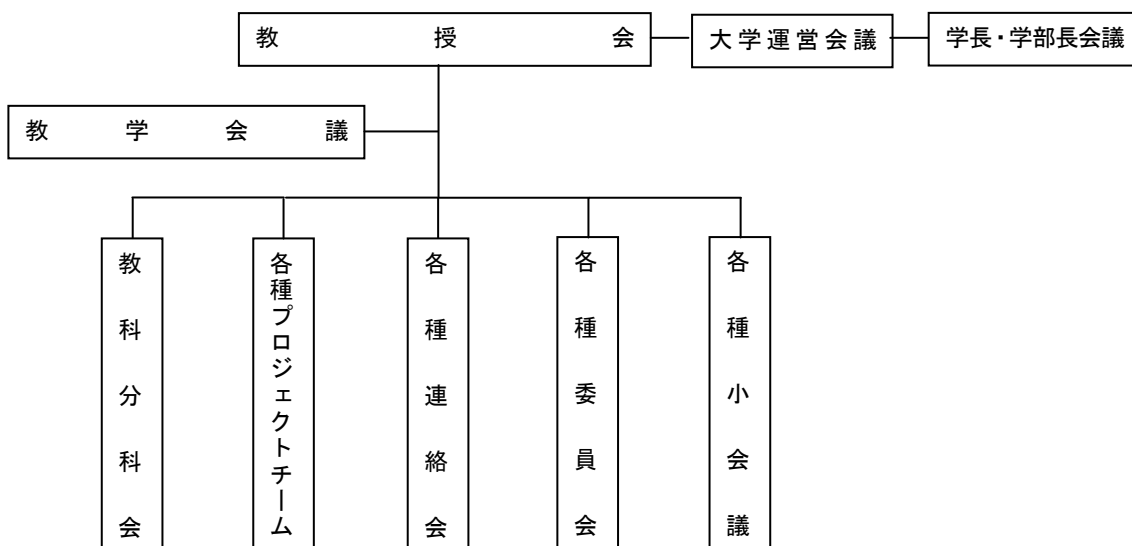 教授会
大学運営会議
学長・学部長会議
教学会議
教科分科会
各種プロジェクトチーム
各種連絡会
各種委員会
各種小会議